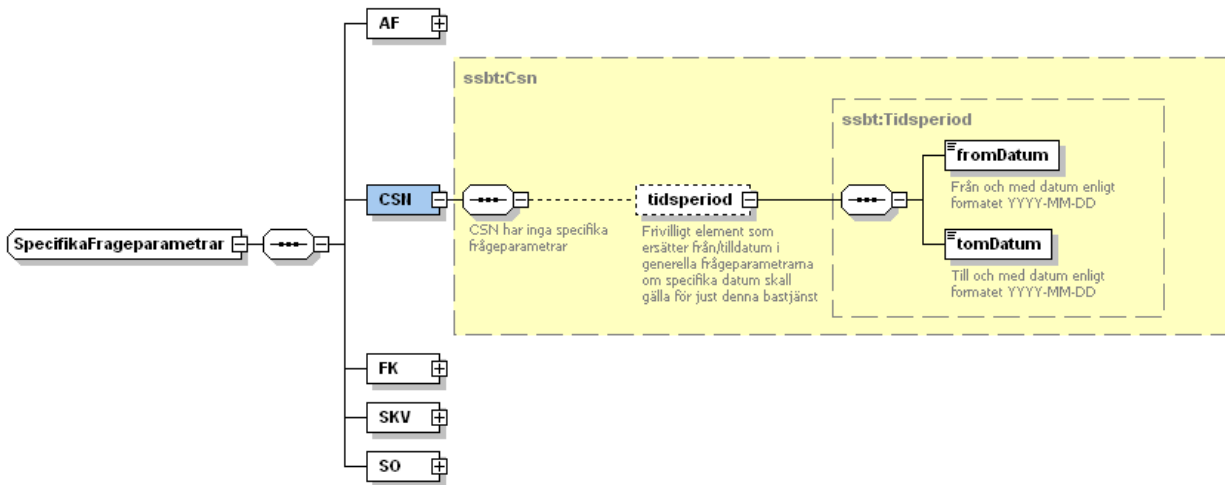 AF
ssbt:Csn
ssbt:Tidsperiod
fromDatum
Från och med datum enligt
formatet YYYY-MM-DD
CSN
tidsperiod
CSN har inga specifika
frågeparametrar
Frivilligt element som
ersätter från/tilldatum i
generella frågeparametrarna
om specifika datum skall
gälla för just denna bastjänst
SpecifikaFrageparametrar
tomDatum
Till och med datum enligt
formatet YYYY-MM-DD
FK
SKV
SO